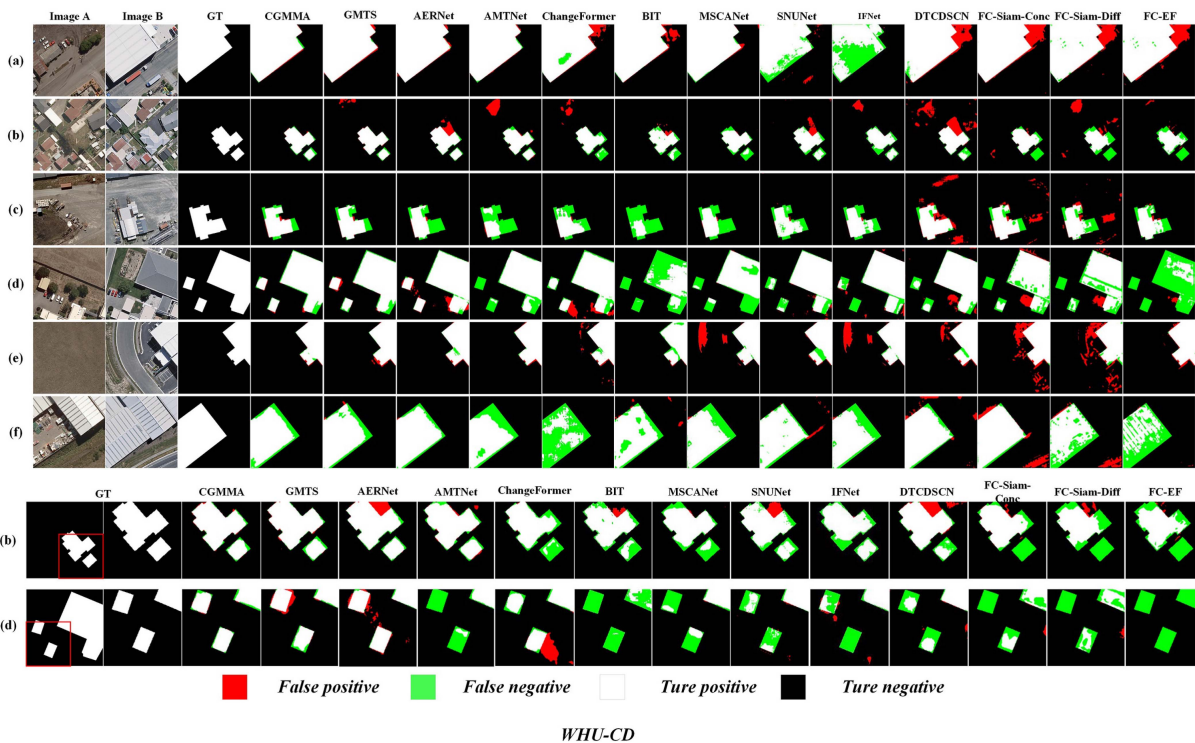 Image A Image B GT CGMMA GMTS AERNet AMTNet ChangeFormer BIT MSCANet SNUNet IFNet DTCDSCN FC-Siam-Conc FC-Siam-Diff FC-EF
(a)
(b)
(c)
(d)
(e)
(f)
GT CGMMA GMTS AERNet AMTNet ChangeFormer BIT MSCANet SNUNet IFNet DTCDSCN FC-Siam-Conc FC-Siam-Diff FC-EF
(b)
(d)
False positive False negative Ture positive Ture negative
WHU-CD